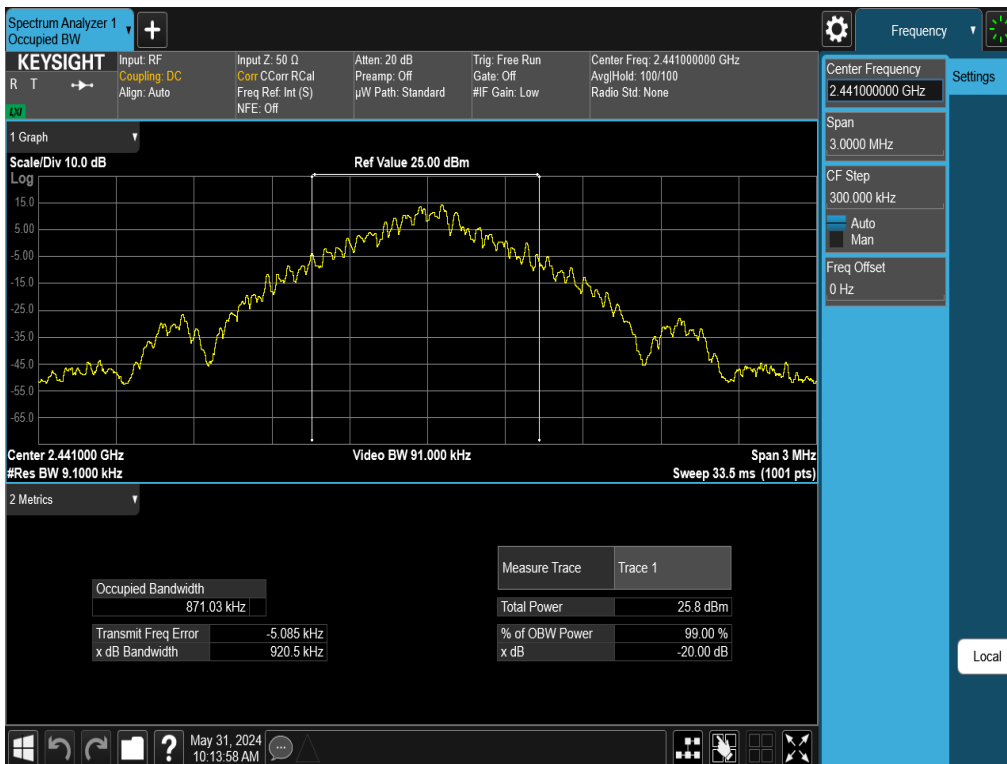 Spectrum Analyzer 1
Occupied BW
Frequency
KEYSIGHT
R T
LXI
Input: RF
Coupling: DC
Align: Auto
Input Z: 50 Ω
Corr CCorr RCal
Freq Ref: Int (S)
NFE: Off
Atten: 20 dB
Preamp: Off
µW Path: Standard
Trig: Free Run
Gate: Off
#IF Gain: Low
Center Freq: 2.441000000 GHz
Avg|Hold: 100/100
Radio Std: None
Center Frequency
2.441000000 GHz
Settings
Span
3.0000 MHz
CF Step
300.000 kHz
Auto
Man
Freq Offset
0 Hz
1 Graph
Scale/Div 10.0 dB
Ref Value 25.00 dBm
Log
15.0
5.00
-5.00
-15.0
-25.0
-35.0
-45.0
-55.0
-65.0
Center 2.441000 GHz
Video BW 91.000 kHz
Span 3 MHz
#Res BW 9.1000 kHz
Sweep 33.5 ms (1001 pts)
2 Metrics
Measure Trace Trace 1
Occupied Bandwidth
871.03 kHz
Total Power 25.8 dBm
Transmit Freq Error -5.085 kHz
% of OBW Power 99.00 %
x dB Bandwidth 920.5 kHz
x dB -20.00 dB
Local
May 31, 2024
10:13:58 AM